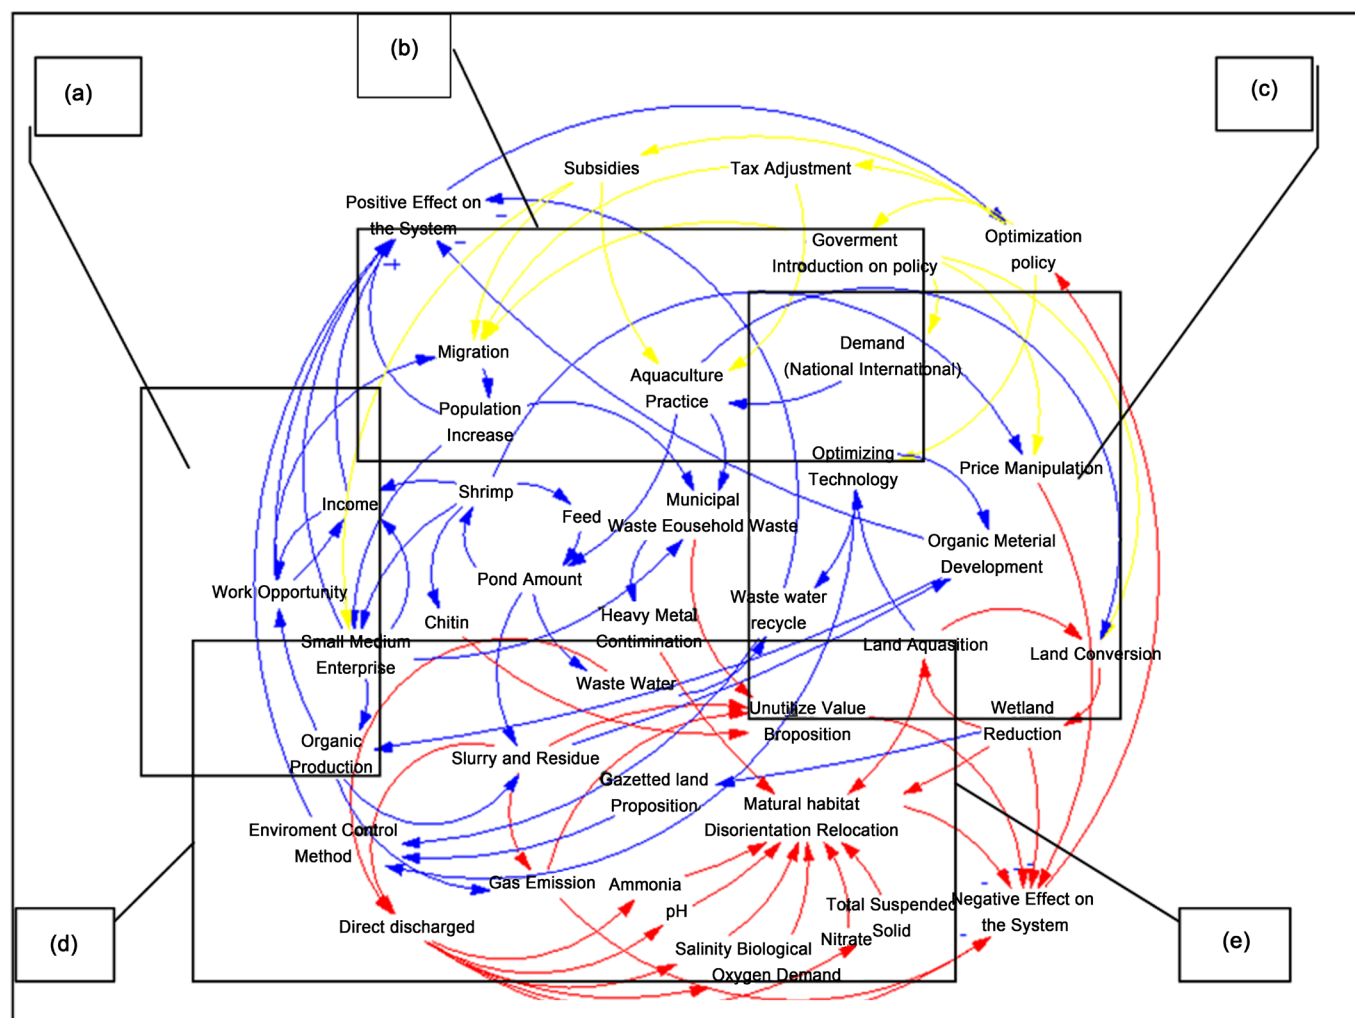 (b)
(a)
(c)
Subsidies
Tax Adjustment
Positive Effect on
the System
–
–
+
Goverment
Introduction on policy
Optimization
policy
Migration
Demand
(National International)
Aquaculture
Practice
Population
Increase
Optimizing
Technology
Price Manipulation
Income
Shrimp
Feed
Municipal
Waste Eousehold Waste
Organic Meterial
Development
Work Opportunity
Pond Amount
Chitin
Heavy Metal
Contimination
Waste water
recycle
Small Medium
Enterprise
Land Aquasition
Land Conversion
Waste Water
Unutilize Value
Broposition
Wetland
Reduction
Organic
Production
Slurry and Residue
Gazetted land
Proposition
Matural habitat
Disorientation Relocation
Enviroment Control
Method
Gas Emission
Ammonia
pH
Total Suspended
Solid
Negative Effect on
the System
–
–
–
-
Direct discharged
Salinity Biological
Oxygen Demand
Nitrate
(d)
(e)